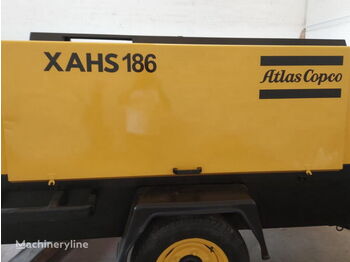 XAHS 186
Atlas Copco
Machineryline